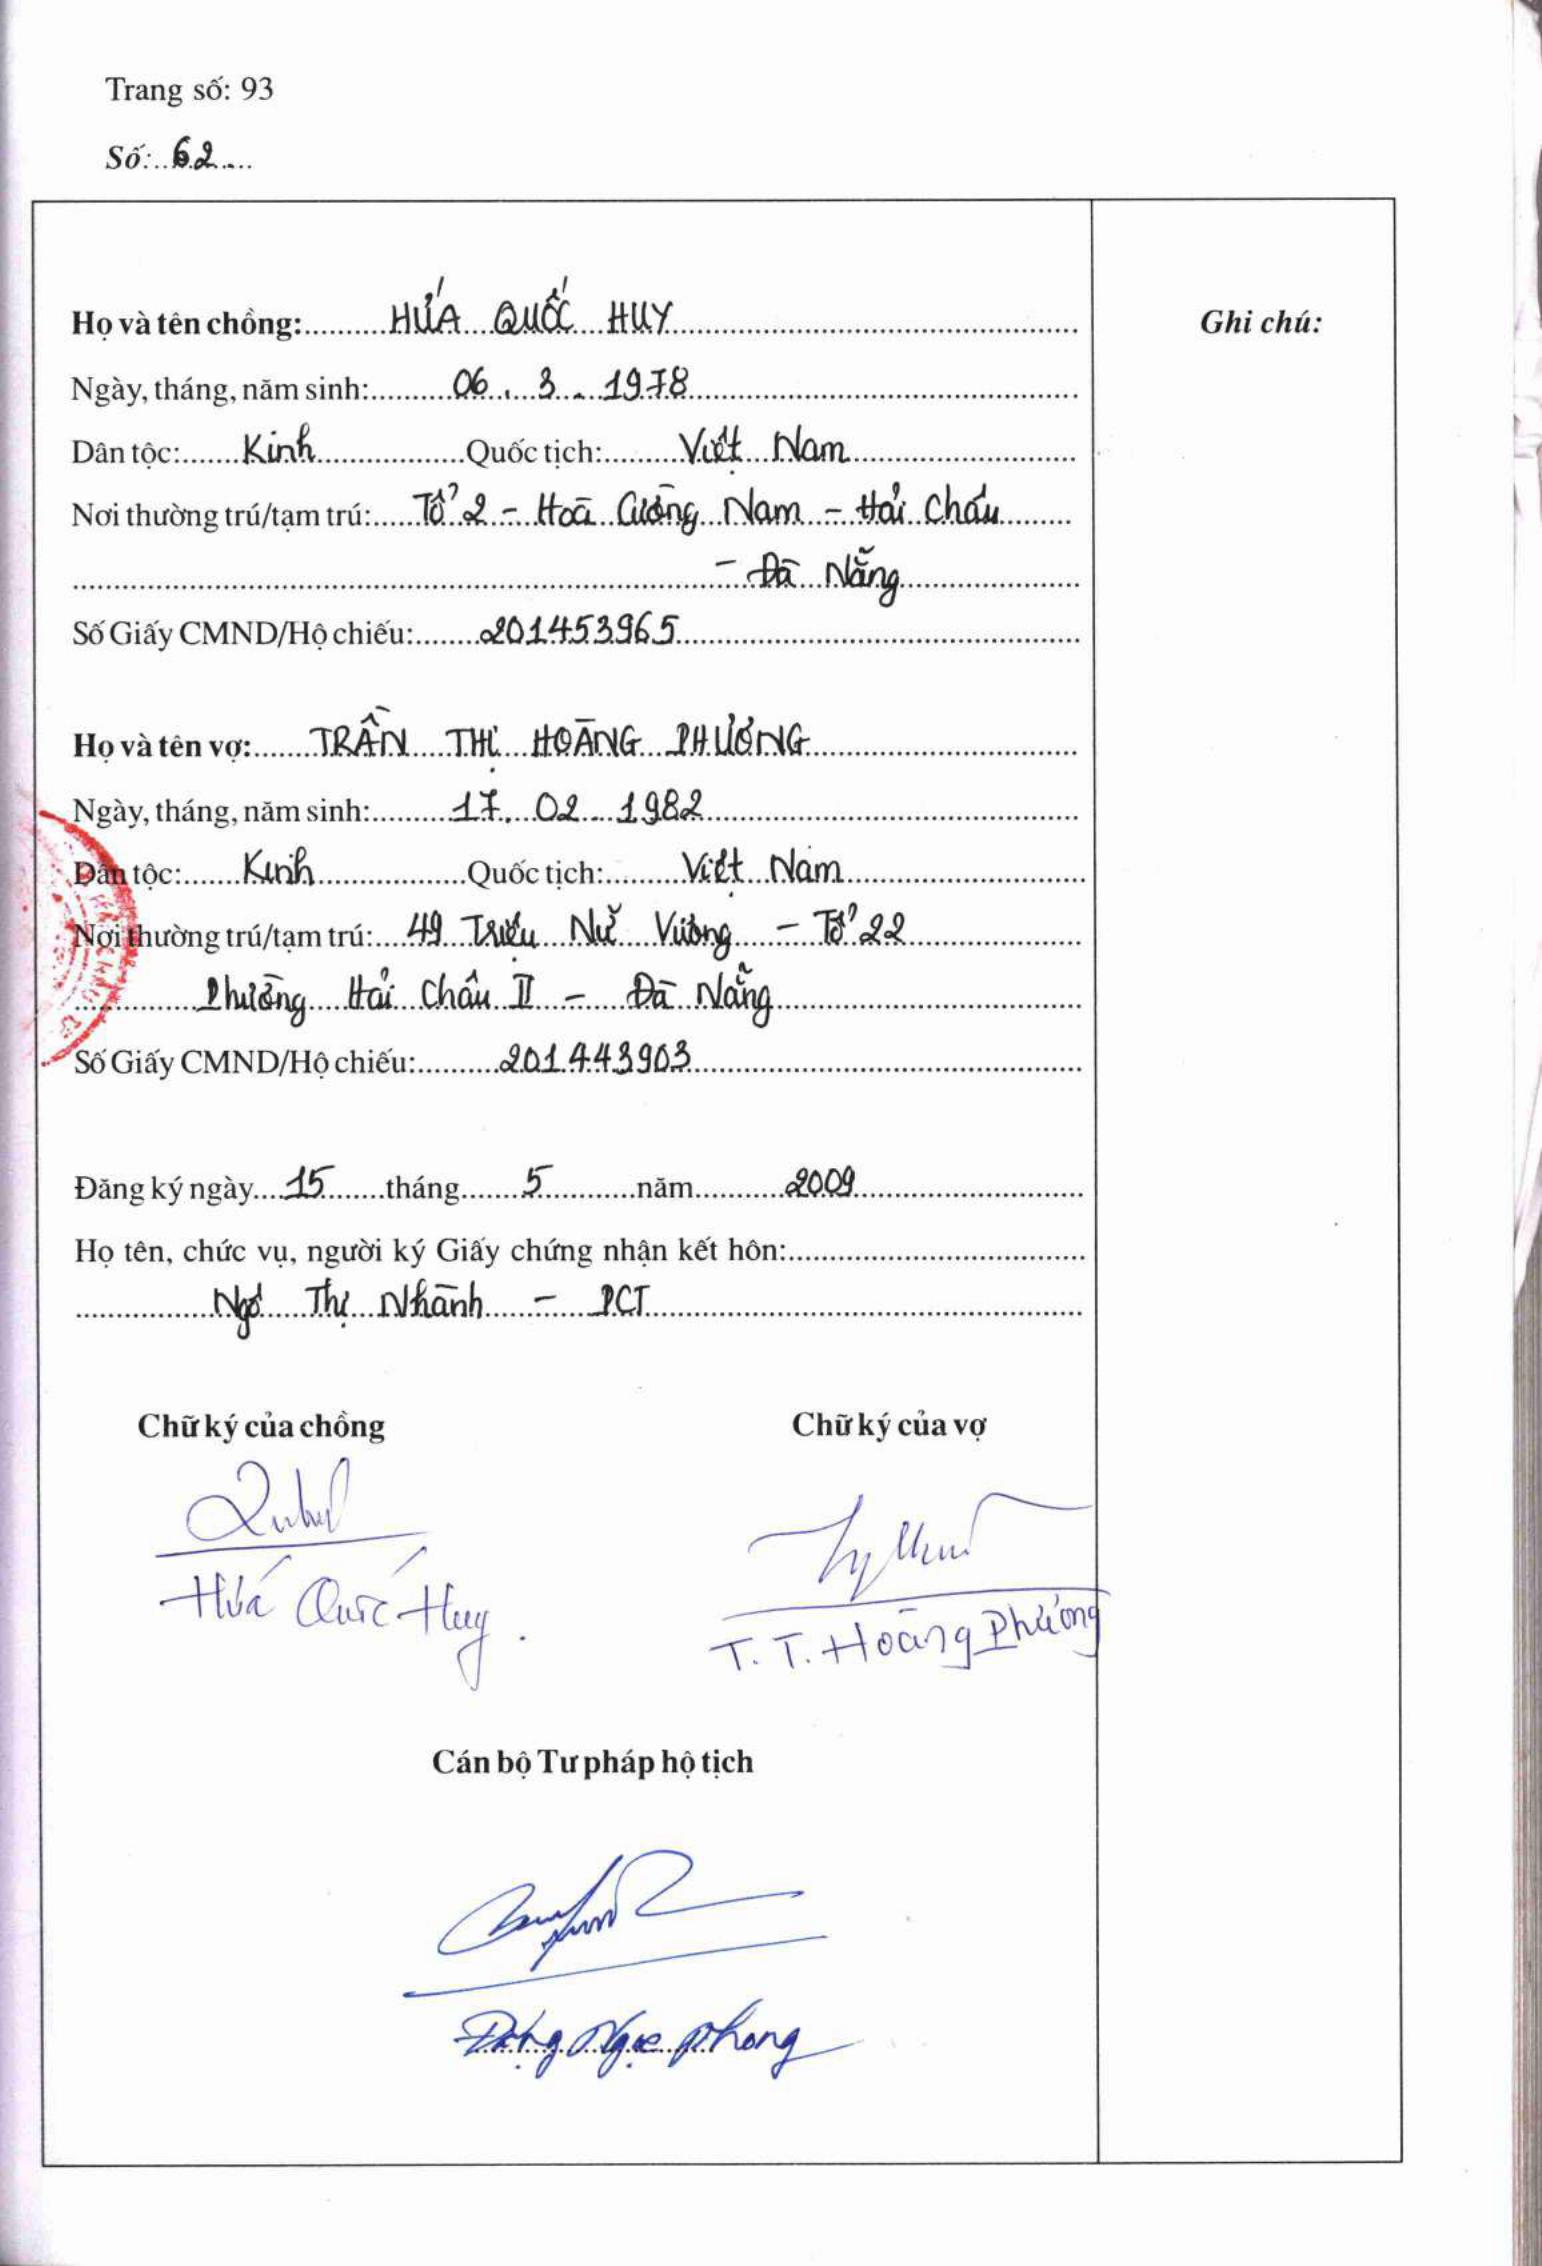 Trang số: 93
Số: 62
Họ và tên chồng: HỨA QUỐC HUY
Ghi chú:
Ngày, tháng, năm sinh: 06. 3. 1978
Dân tộc: Kinh Quốc tịch: Việt Nam
Nơi thường trú/tạm trú: Tổ 2 - Hoà Cường Nam - Hải Châu
- Đà Nẵng
Số Giấy CMND/Hộ chiếu: 201453965
Họ và tên vợ: TRẦN THỊ HOÀNG PHƯƠNG
Ngày, tháng, năm sinh: 17. 02. 1982
Dân tộc: Kinh Quốc tịch: Việt Nam
Nơi thường trú/tạm trú: 49 Triệu Nữ Vương - Tổ 22
Phường Hải Châu II - Đà Nẵng
Số Giấy CMND/Hộ chiếu: 201443903
Đăng ký ngày 15 tháng 5 năm 2009
Họ tên, chức vụ, người ký Giấy chứng nhận kết hôn:
Ngô Thị Nhành - PCT
Chữ ký của chồng Chữ ký của vợ
Hứa Quốc Huy. T. T. Hoàng Phương
Cán bộ Tư pháp hộ tịch
Đặng Ngọc Phong